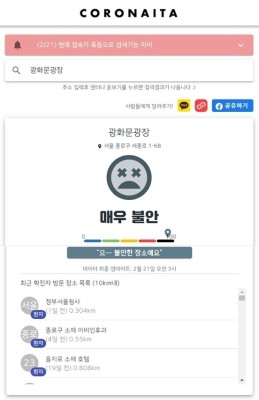 CORONAITA
(2/21) 현재 접속자 폭증으로 검색기능 마비
광화문광장
주소 입력후 엔터나 돋보기를 누르면 검색결과가 나옵니다 :)
사람들에게 알려주기!
공유하기
광화문광장
서울 종로구 세종로 1-68
매우 불안
0
100
"으… 불안한 장소예요"
데이터 최종 업데이트: 2월 21일 오전 3시
최근 확진자 방문 장소 목록 (10km내)
서울
환자
정부서울청사
(1일 전) 0.304km
종로
환자
종로구 소재 이비인후과
(4일 전) 0.55km
23
환자
을지로 소재 호텔
(19일 전) 0.808km